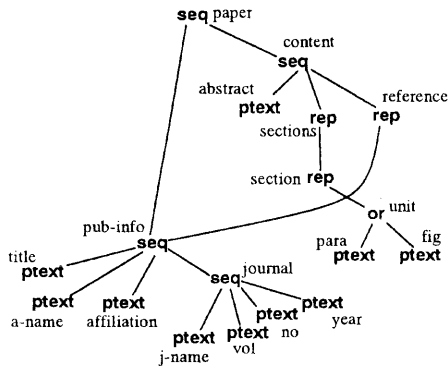 seq paper
content
seq
abstract
ptext
reference
rep
rep
sections
section rep
unit
or
para
ptext
fig
ptext
pub-info
seq
title
ptext
journal
seq
ptext
a-name
ptext
affiliation
ptext
year
ptext
no
ptext
vol
ptext
j-name